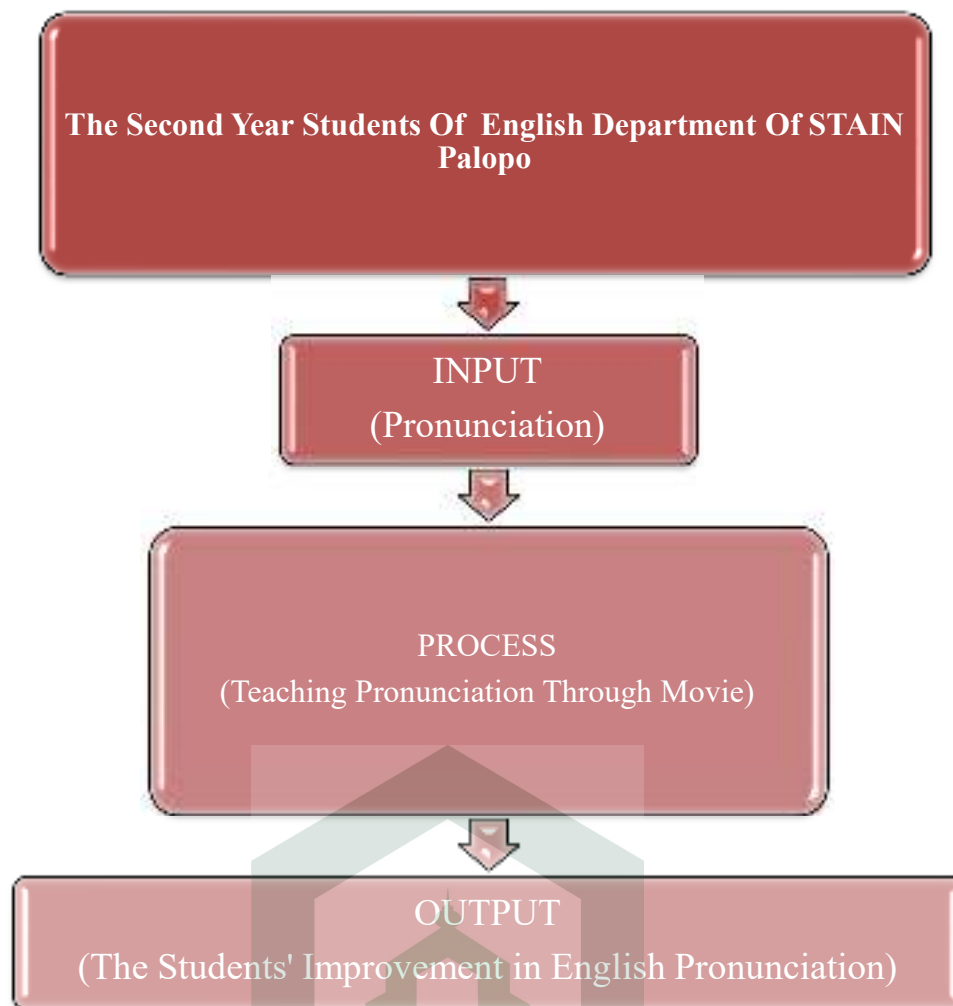 The Second Year Students Of English Department Of STAIN
Palopo
INPUT
(Pronunciation)
PROCESS
(Teaching Pronunciation Through Movie)
OUTPUT
(The Students' Improvement in English Pronunciation)